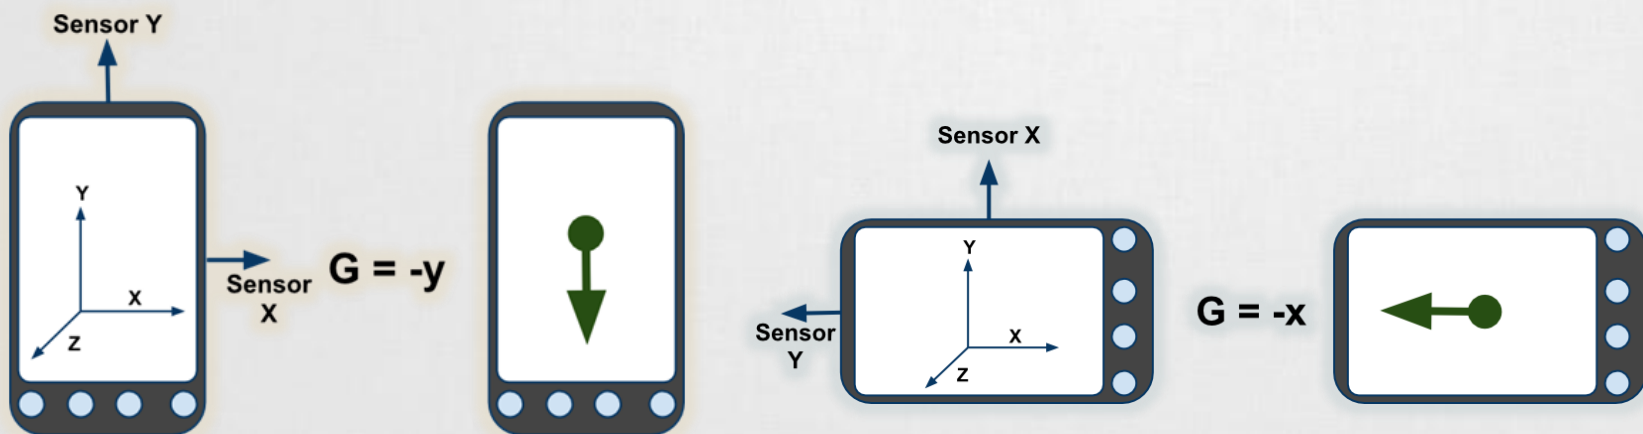 Sensor Y
Y
X
Z
Sensor
X
G = -y
Sensor X
Sensor
Y
Y
X
Z
G = -x